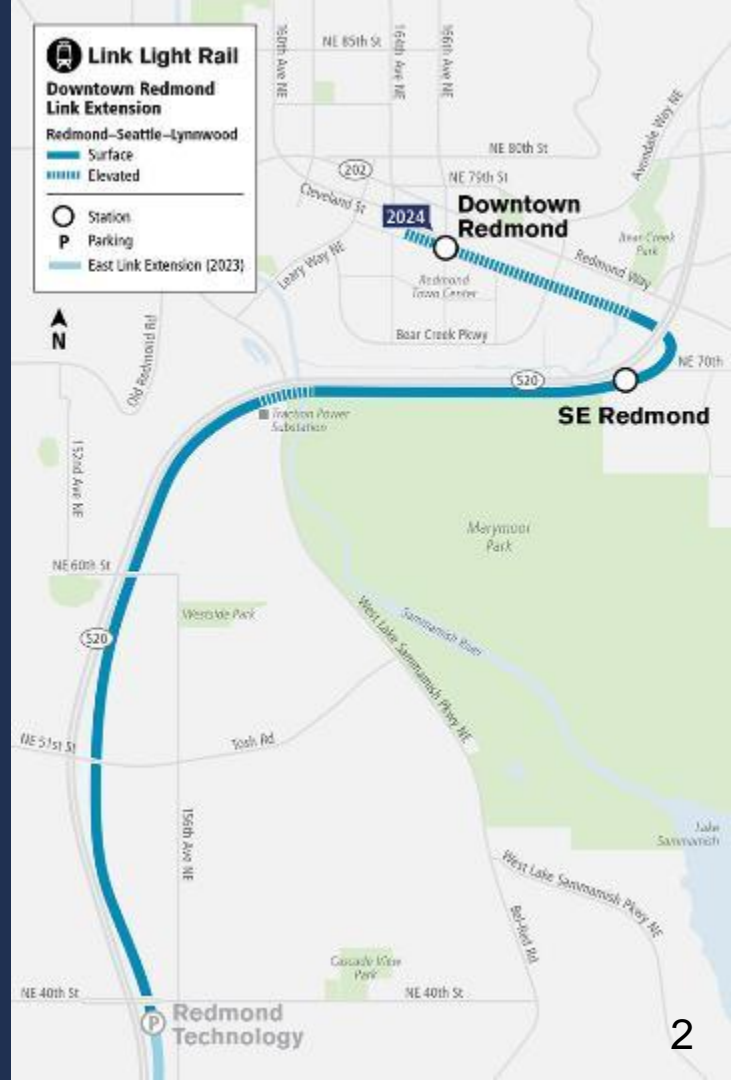 Link Light Rail
Downtown Redmond
Link Extension
Redmond–Seattle–Lynnwood
Surface
Elevated
Station
P Parking
East Link Extension (2023)
N
160th Ave NE
NE 85th St
164th Ave NE
166th Ave NE
Avondale Way NE
NE 80th St
202
NE 79th St
Cleveland St
2024
Downtown
Redmond
Bear Creek
Park
Leary Way NE
Redmond Way
Redmond
Town Center
Bear Creek Pkwy
Old Redmond Rd
NE 70th
520
SE Redmond
Traction Power
Substation
152nd Ave NE
Marymoor
Park
NE 60th St
Westside Park
520
West Lake Sammamish Pkwy NE
Sammamish River
NE 51st St
Tosh Rd
156th Ave NE
Lake
Sammamish
West Lake Sammamish Pkwy NE
Bel-Red Rd
Cascade View
Park
NE 40th St
NE 40th St
P
Redmond
Technology
2